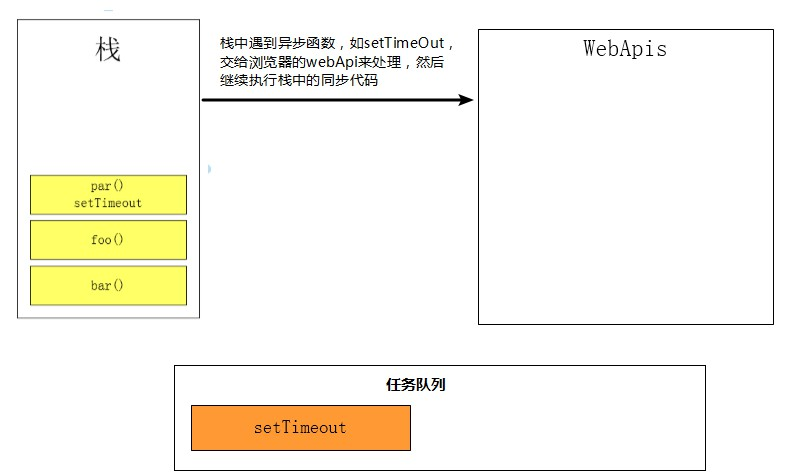 栈
栈中遇到异步函数，如setTimeOut，
交给浏览器的webApi来处理，然后
继续执行栈中的同步代码
WebApis
par()
setTimeout
foo()
bar()
任务队列
setTimeout